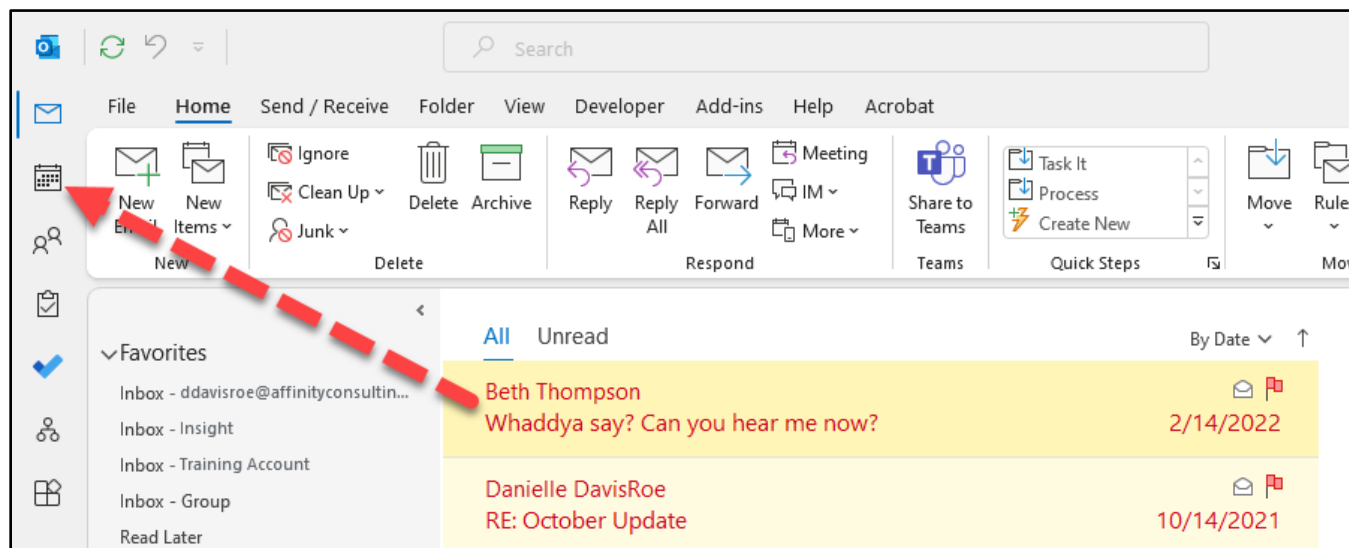 Search
File Home Send / Receive Folder View Developer Add-ins Help Acrobat
New Email
New Items
New
Ignore
Clean Up
Junk
Delete
Archive
Delete
Reply
Reply All
Forward
Meeting
IM
More
Respond
Share to Teams
Teams
Task It
Process
Create New
Quick Steps
Move
Favorites
Inbox - ddavisroe@affinityconsultin...
Inbox - Insight
Inbox - Training Account
Inbox - Group
Read Later
All Unread
By Date
Beth Thompson
Whaddya say? Can you hear me now? 2/14/2022
Danielle DavisRoe
RE: October Update 10/14/2021